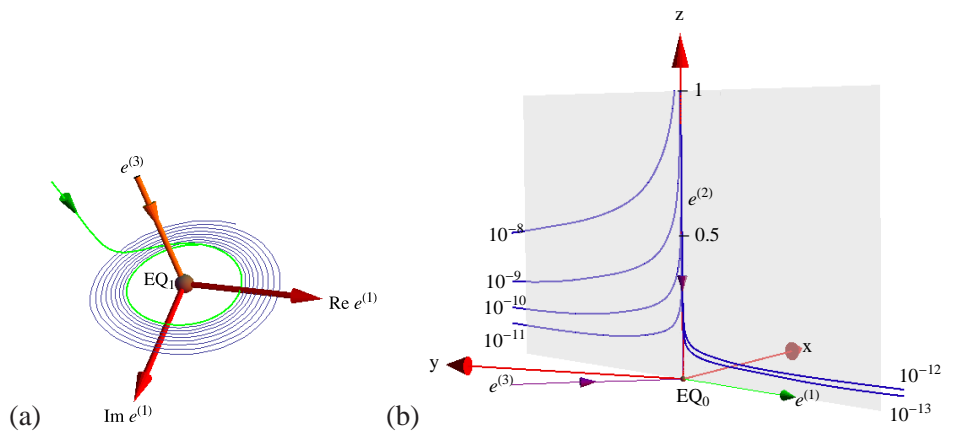 (a)
e(3)
EQ1
Re e(1)
Im e(1)
(b)
z
1
e(2)
0.5
10−8
10−9
10−10
10−11
y
x
e(3)
EQ0
e(1)
10−12
10−13